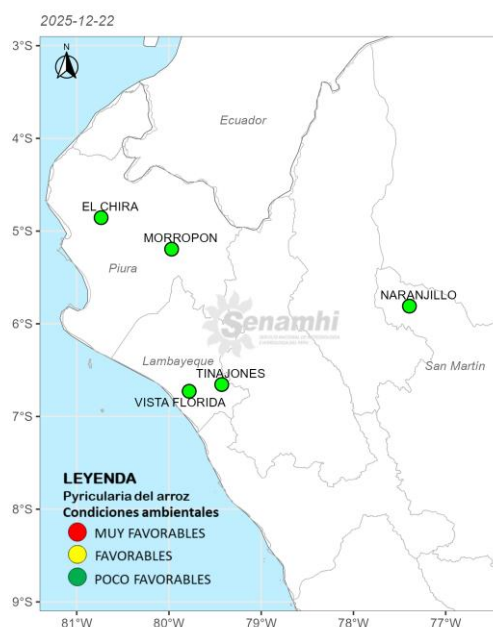 2025-12-22
N
3°S
4°S
5°S
6°S
7°S
8°S
9°S
Ecuador
EL CHIRA
MORROPON
Piura
NARANJILLO
Senamhi
Lambayeque
San Martín
TINAJONES
VISTA FLORIDA
LEYENDA
Pyricularia del arroz
Condiciones ambientales
MUY FAVORABLES
FAVORABLES
POCO FAVORABLES
81°W
80°W
79°W
78°W
77°W